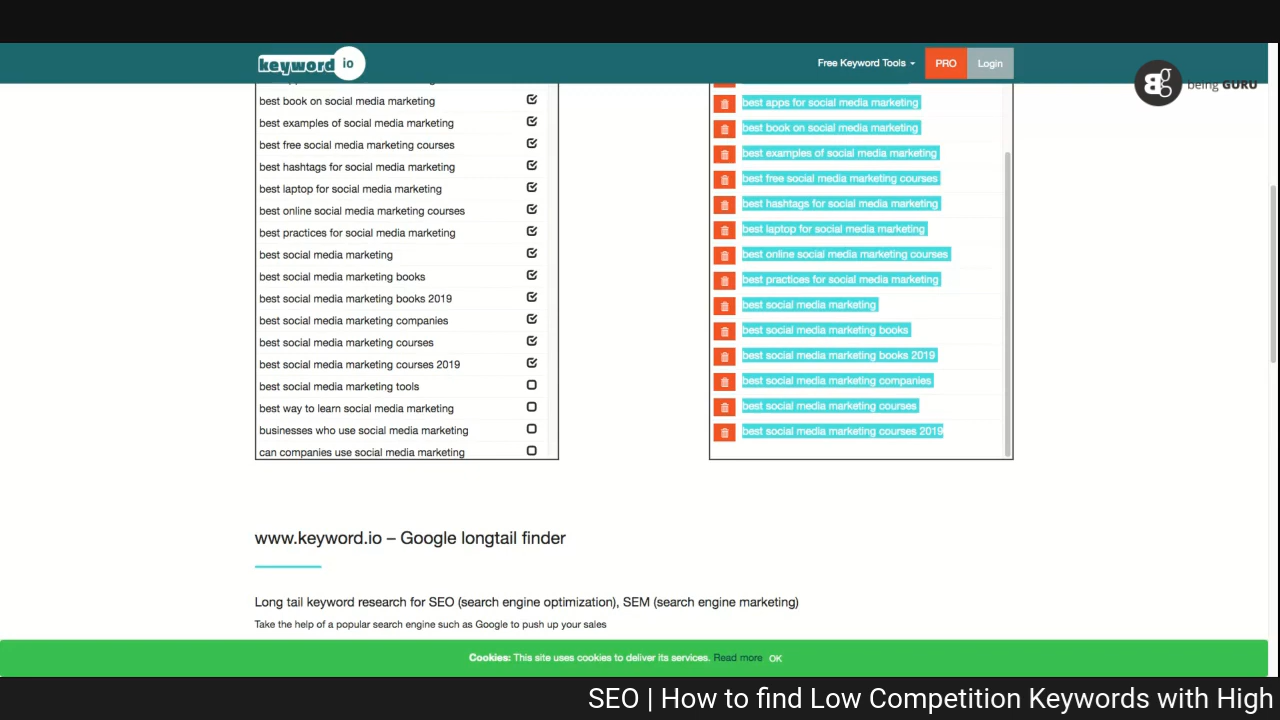 keyword io
Free Keyword Tools
PRO
Login
being GURU
best book on social media marketing
best examples of social media marketing
best free social media marketing courses
best hashtags for social media marketing
best laptop for social media marketing
best online social media marketing courses
best practices for social media marketing
best social media marketing
best social media marketing books
best social media marketing books 2019
best social media marketing companies
best social media marketing courses
best social media marketing courses 2019
best social media marketing tools
best way to learn social media marketing
businesses who use social media marketing
can companies use social media marketing
best apps for social media marketing
best book on social media marketing
best examples of social media marketing
best free social media marketing courses
best hashtags for social media marketing
best laptop for social media marketing
best online social media marketing courses
best practices for social media marketing
best social media marketing
best social media marketing books
best social media marketing books 2019
best social media marketing companies
best social media marketing courses
best social media marketing courses 2019
www.keyword.io – Google longtail finder
Long tail keyword research for SEO (search engine optimization), SEM (search engine marketing)
Take the help of a popular search engine such as Google to push up your sales
Cookies: This site uses cookies to deliver its services. Read more OK
SEO | How to find Low Competition Keywords with High